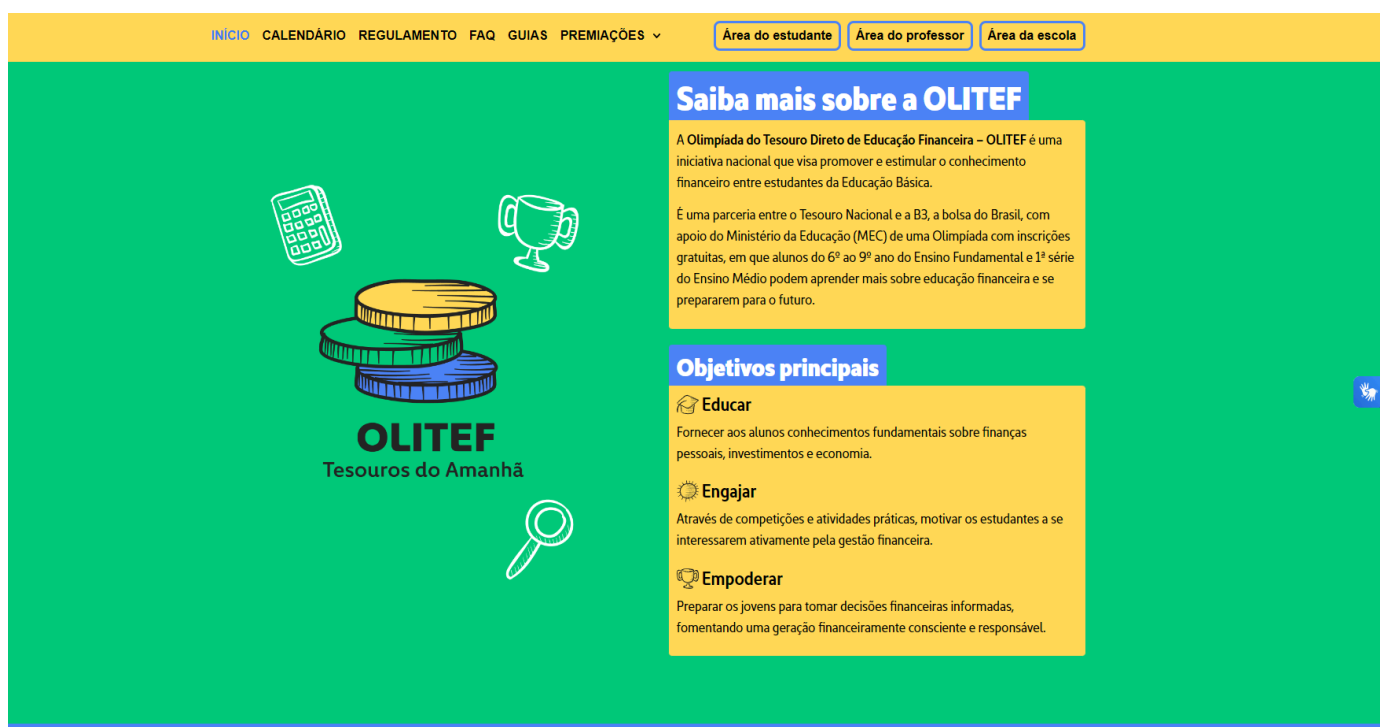 INÍCIO CALENDÁRIO REGULAMENTO FAQ GUIAS PREMIAÇÕES Área do estudante Área do professor Área da escola
OLITEF
Tesouros do Amanhã
Saiba mais sobre a OLITEF
A Olimpíada do Tesouro Direto de Educação Financeira – OLITEF é uma
iniciativa nacional que visa promover e estimular o conhecimento
financeiro entre estudantes da Educação Básica.
É uma parceria entre o Tesouro Nacional e a B3, a bolsa do Brasil, com
apoio do Ministério da Educação (MEC) de uma Olimpíada com inscrições
gratuitas, em que alunos do 6º ao 9º ano do Ensino Fundamental e 1ª série
do Ensino Médio podem aprender mais sobre educação financeira e se
prepararem para o futuro.
Objetivos principais
Educar
Fornecer aos alunos conhecimentos fundamentais sobre finanças
pessoais, investimentos e economia.
Engajar
Através de competições e atividades práticas, motivar os estudantes a se
interessarem ativamente pela gestão financeira.
Empoderar
Preparar os jovens para tomar decisões financeiras informadas,
fomentando uma geração financeiramente consciente e responsável.